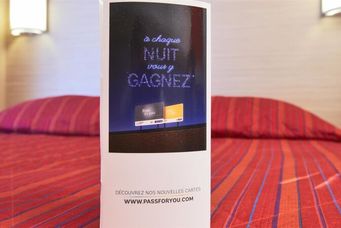 à chaque
NUIT
vous y
GAGNEZ*
DÉCOUVREZ NOS NOUVELLES CARTES
WWW.PASSFORYOU.COM